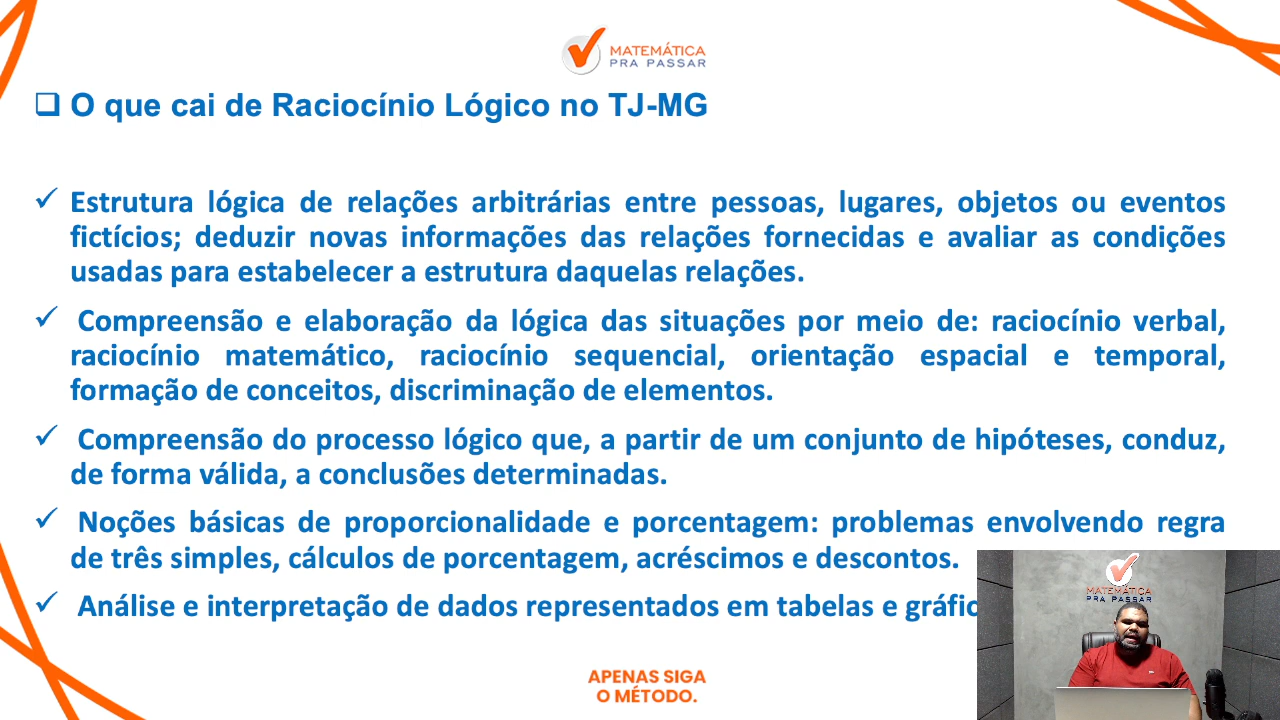 MATEMÁTICA
PRA PASSAR
O que cai de Raciocínio Lógico no TJ-MG
Estrutura lógica de relações arbitrárias entre pessoas, lugares, objetos ou eventos
fictícios; deduzir novas informações das relações fornecidas e avaliar as condições
usadas para estabelecer a estrutura daquelas relações.
Compreensão e elaboração da lógica das situações por meio de: raciocínio verbal,
raciocínio matemático, raciocínio sequencial, orientação espacial e temporal,
formação de conceitos, discriminação de elementos.
Compreensão do processo lógico que, a partir de um conjunto de hipóteses, conduz,
de forma válida, a conclusões determinadas.
Noções básicas de proporcionalidade e porcentagem: problemas envolvendo regra
de três simples, cálculos de porcentagem, acréscimos e descontos.
Análise e interpretação de dados representados em tabelas e gráfic
MATEMÁTICA
PRA PASSAR
APENAS SIGA
O MÉTODO.